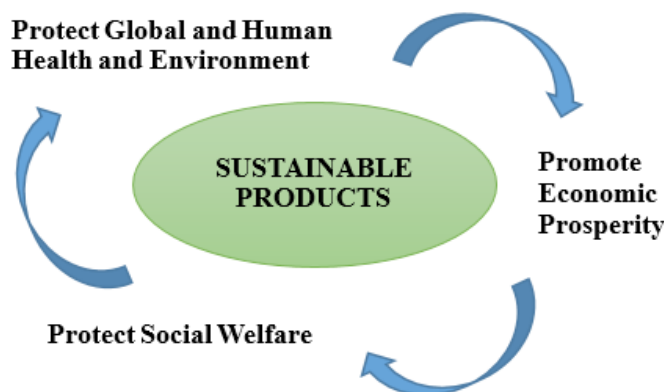 Protect Global and Human
Health and Environment
SUSTAINABLE
PRODUCTS
Promote
Economic
Prosperity
Protect Social Welfare